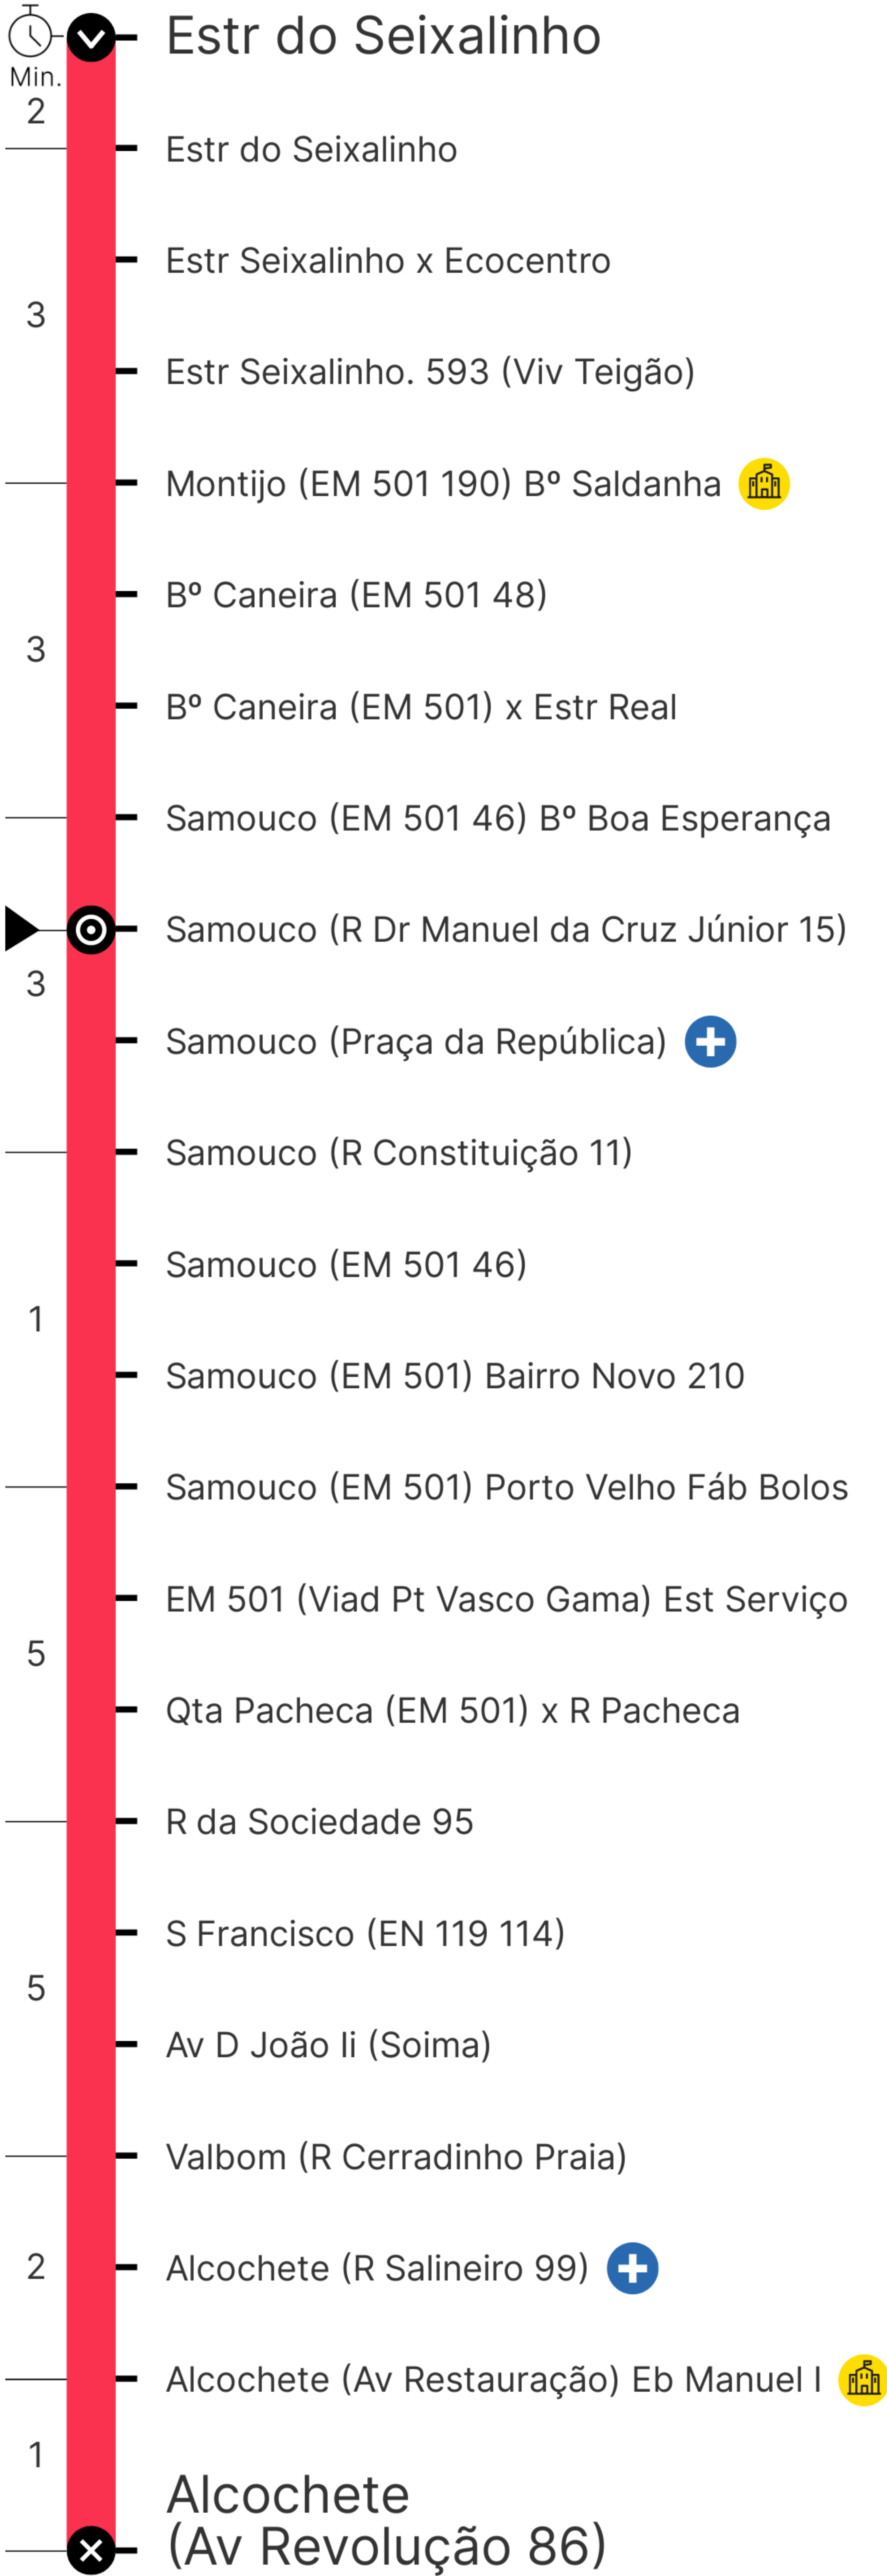 Estr do Seixalinho
Min.
2
Estr do Seixalinho
Estr Seixalinho x Ecocentro
3
Estr Seixalinho. 593 (Viv Teigão)
Montijo (EM 501 190) Bº Saldanha
Bº Caneira (EM 501 48)
3
Bº Caneira (EM 501) x Estr Real
Samouco (EM 501 46) Bº Boa Esperança
Samouco (R Dr Manuel da Cruz Júnior 15)
3
Samouco (Praça da República)
Samouco (R Constituição 11)
Samouco (EM 501 46)
1
Samouco (EM 501) Bairro Novo 210
Samouco (EM 501) Porto Velho Fáb Bolos
EM 501 (Viad Pt Vasco Gama) Est Serviço
5
Qta Pacheca (EM 501) x R Pacheca
R da Sociedade 95
S Francisco (EN 119 114)
5
Av D João Ii (Soima)
Valbom (R Cerradinho Praia)
2
Alcochete (R Salineiro 99)
Alcochete (Av Restauração) Eb Manuel I
1
Alcochete
(Av Revolução 86)